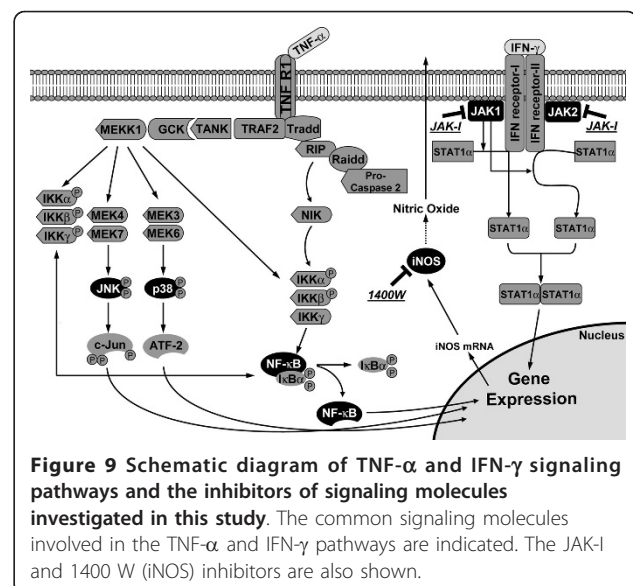 TNF-α
IFN-γ
TNF R1
IFN receptor-I
IFN receptor-II
JAK1
JAK2
JAK-I
JAK-I
MEKK1
GCK
TANK
TRAF2
Tradd
RIP
Raidd
Pro-
Caspase 2
STAT1α
STAT1α
IKKα P
IKKβ P
IKKγ P
MEK4
MEK7
MEK3
MEK6
NIK
Nitric Oxide
STAT1α
STAT1α
iNOS
1400W
JNK P P
p38 P P
IKKα P
IKKβ P
IKKγ
STAT1α STAT1α
Nucleus
iNOS mRNA
c-Jun
P P
ATF-2
NF-κB
IκBα P P
IκBα P P
Gene
Expression
NF-κB
Figure 9 Schematic diagram of TNF-α and IFN-γ signaling
pathways and the inhibitors of signaling molecules
investigated in this study. The common signaling molecules
involved in the TNF-α and IFN-γ pathways are indicated. The JAK-I
and 1400 W (iNOS) inhibitors are also shown.